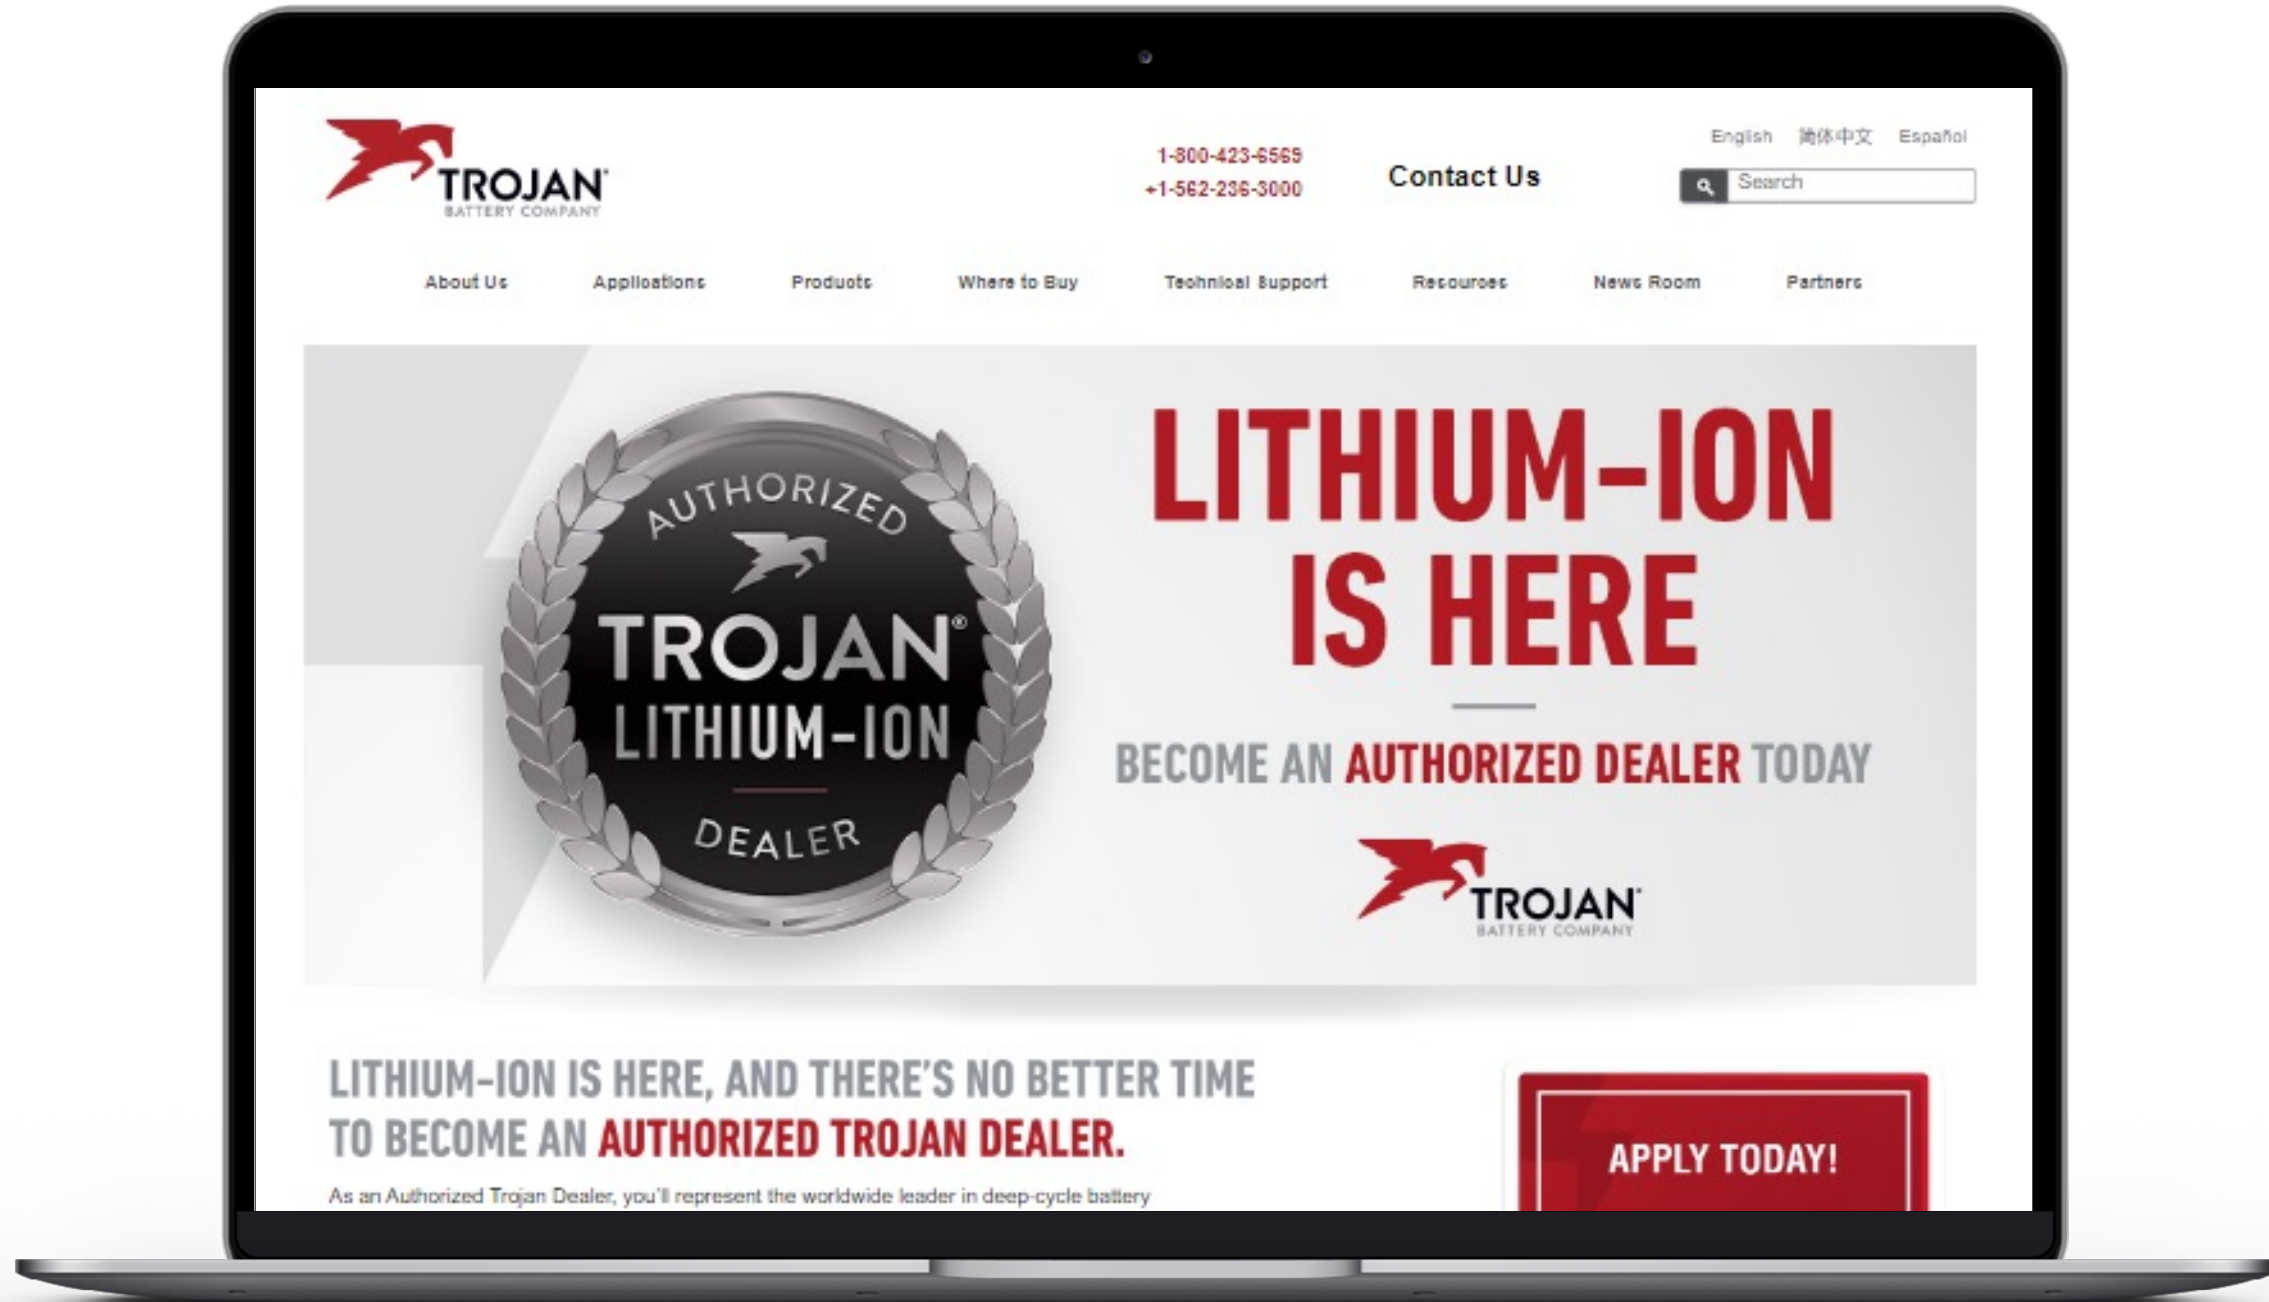 TROJAN
BATTERY COMPANY
1-800-423-6569
+1-562-236-3000
Contact Us
English 简体中文 Español
Search
About Us Applications Products Where to Buy Technical Support Resources News Room Partners
AUTHORIZED
TROJAN®
LITHIUM-ION
DEALER
LITHIUM-ION
IS HERE
BECOME AN AUTHORIZED DEALER TODAY
TROJAN
BATTERY COMPANY
LITHIUM-ION IS HERE, AND THERE'S NO BETTER TIME
TO BECOME AN AUTHORIZED TROJAN DEALER.
As an Authorized Trojan Dealer, you'll represent the worldwide leader in deep-cycle battery
APPLY TODAY!